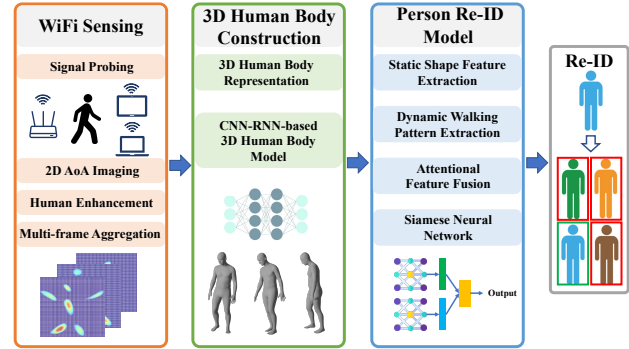 WiFi Sensing
Signal Probing
2D AoA Imaging
Human Enhancement
Multi-frame Aggregation
3D Human Body
Construction
3D Human Body
Representation
CNN-RNN-based
3D Human Body
Model
Person Re-ID
Model
Static Shape Feature
Extraction
Dynamic Walking
Pattern Extraction
Attentional
Feature Fusion
Siamese Neural
Network
Output
Re-ID